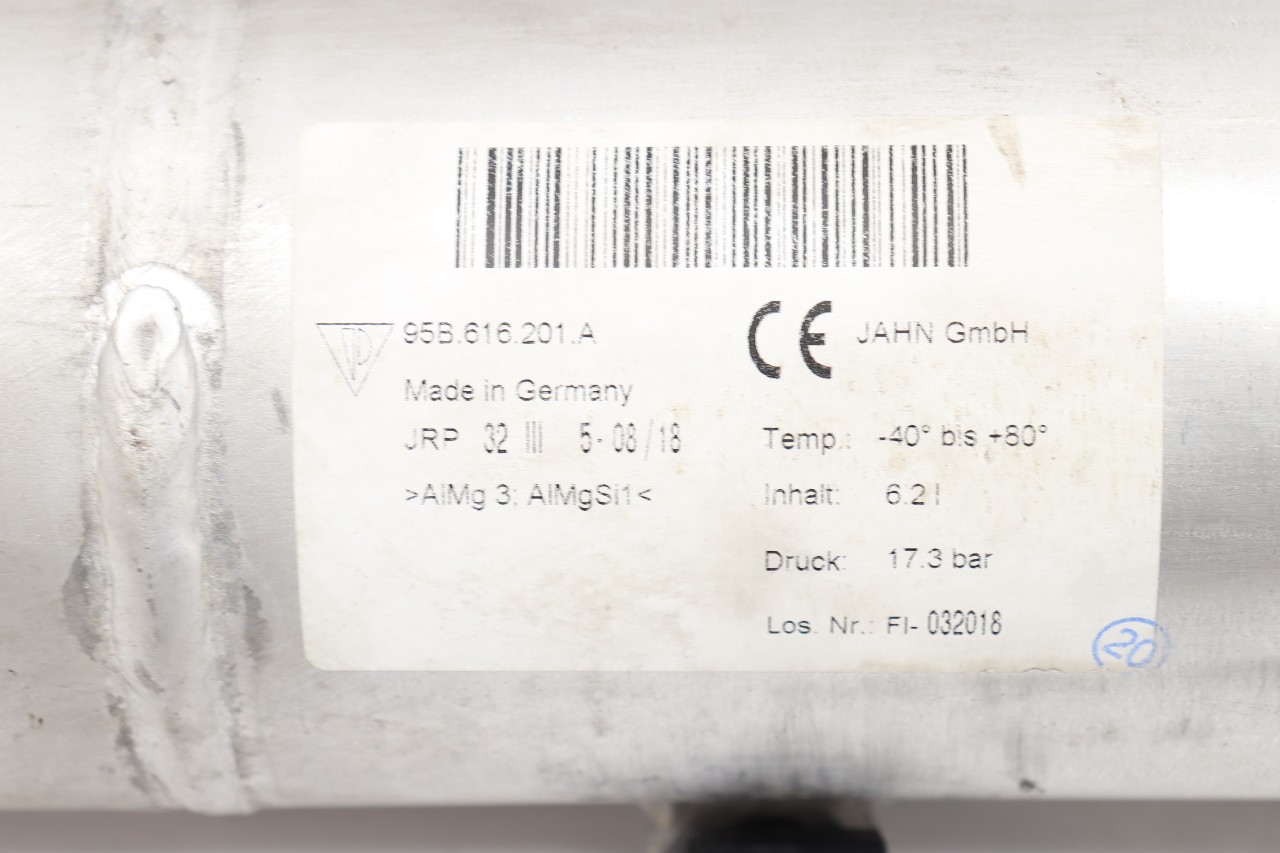 95B.616.201.A
Made in Germany
JRP 32 III 5-08/18
>AlMg 3; AlMgSi1<
CE JAHN GmbH
Temp.: -40° bis +80°
Inhalt: 6.2 l
Druck: 17.3 bar
Los. Nr.: FI- 032018
20